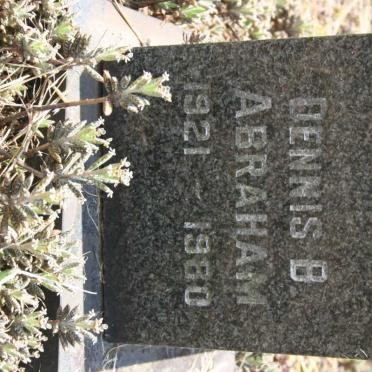 DENNIS B.
ABRAHAM
1921 - 1980